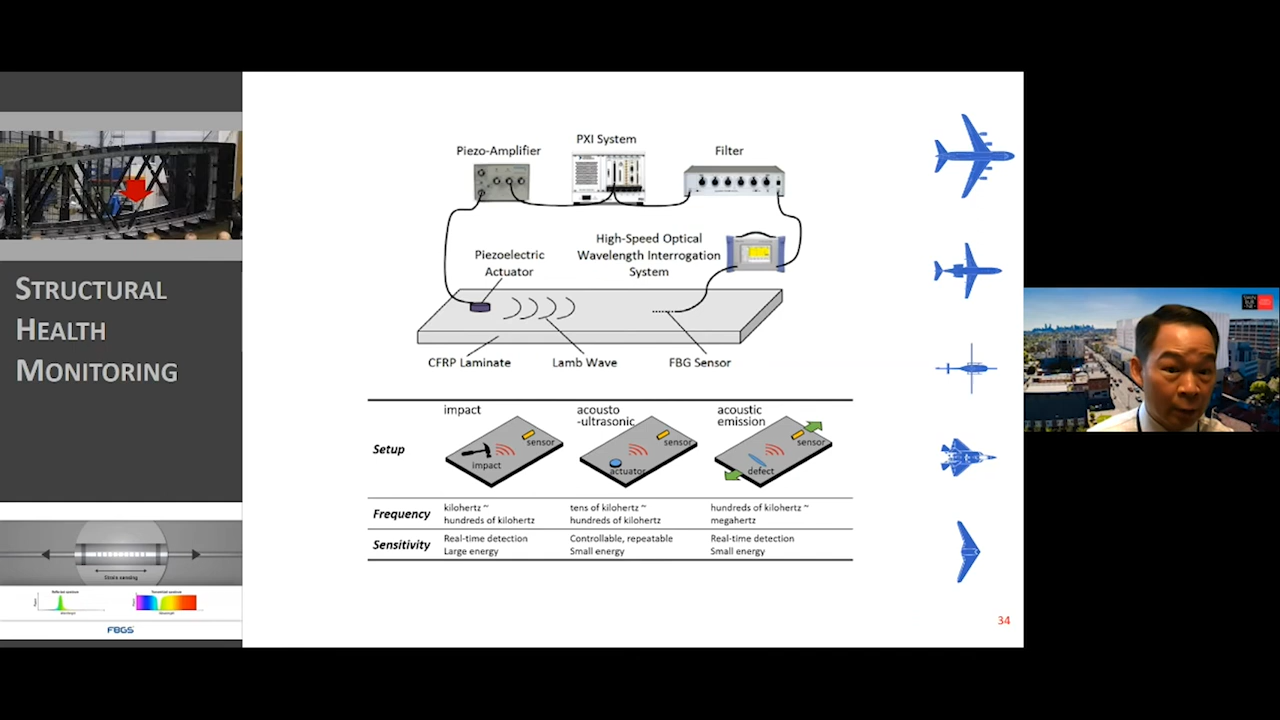 STRUCTURAL
HEALTH
MONITORING
Strain sensing
FBGS
Piezo-Amplifier
PXI System
Filter
Piezoelectric
Actuator
High-Speed Optical
Wavelength Interrogation
System
CFRP Laminate
Lamb Wave
FBG Sensor
impact
acousto
-ultrasonic
acoustic
emission
Setup
sensor
impact
sensor
actuator
sensor
defect
Frequency
kilohertz ~
hundreds of kilohertz
tens of kilohertz ~
hundreds of kilohertz
hundreds of kilohertz ~
megahertz
Sensitivity
Real-time detection
Large energy
Controllable, repeatable
Small energy
Real-time detection
Small energy
34